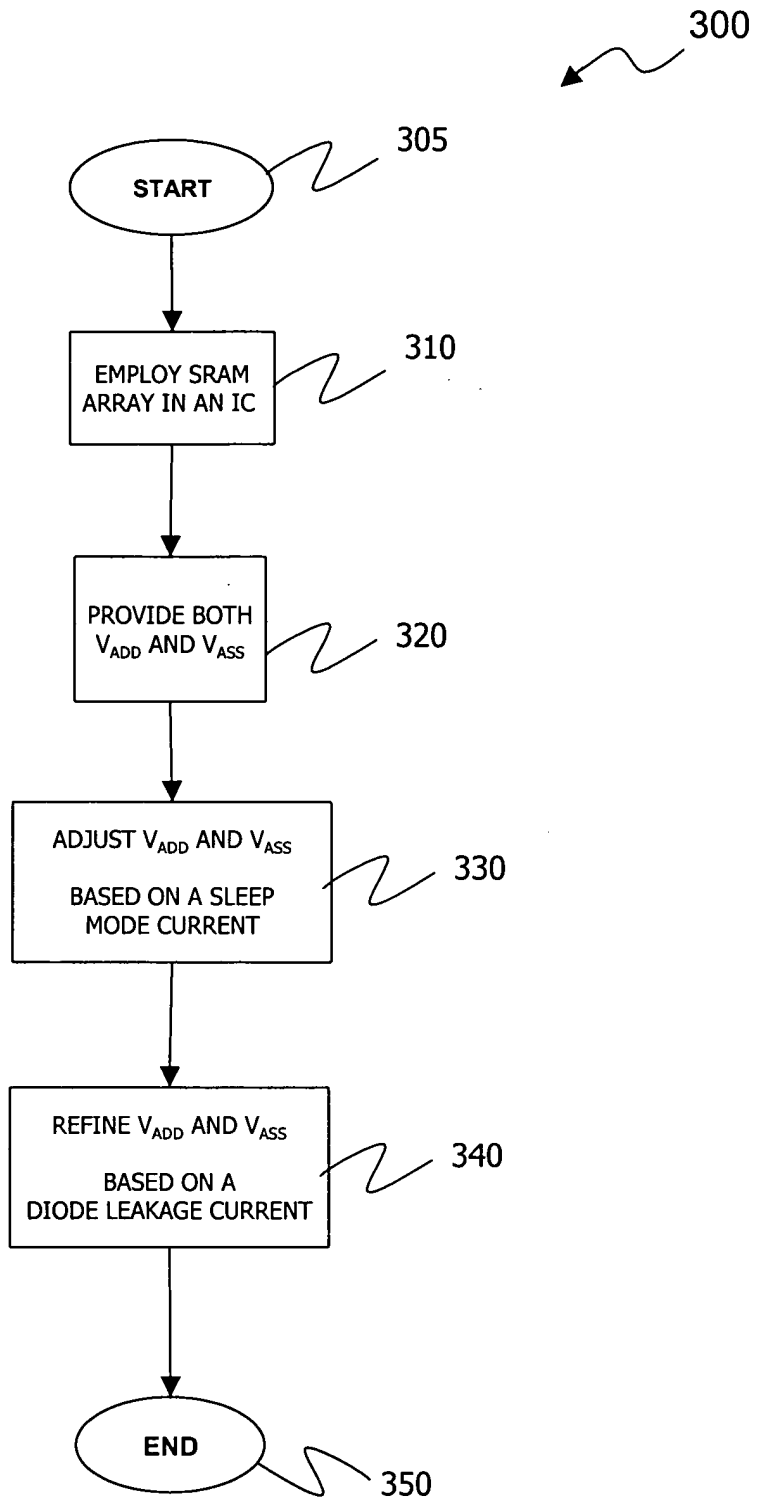 300
305
START
310
EMPLOY SRAM
ARRAY IN AN IC
PROVIDE BOTH
V_ADD AND V_ASS
320
ADJUST V_ADD AND V_ASS
330
BASED ON A SLEEP
MODE CURRENT
REFINE V_ADD AND V_ASS
340
BASED ON A
DIODE LEAKAGE CURRENT
END
350